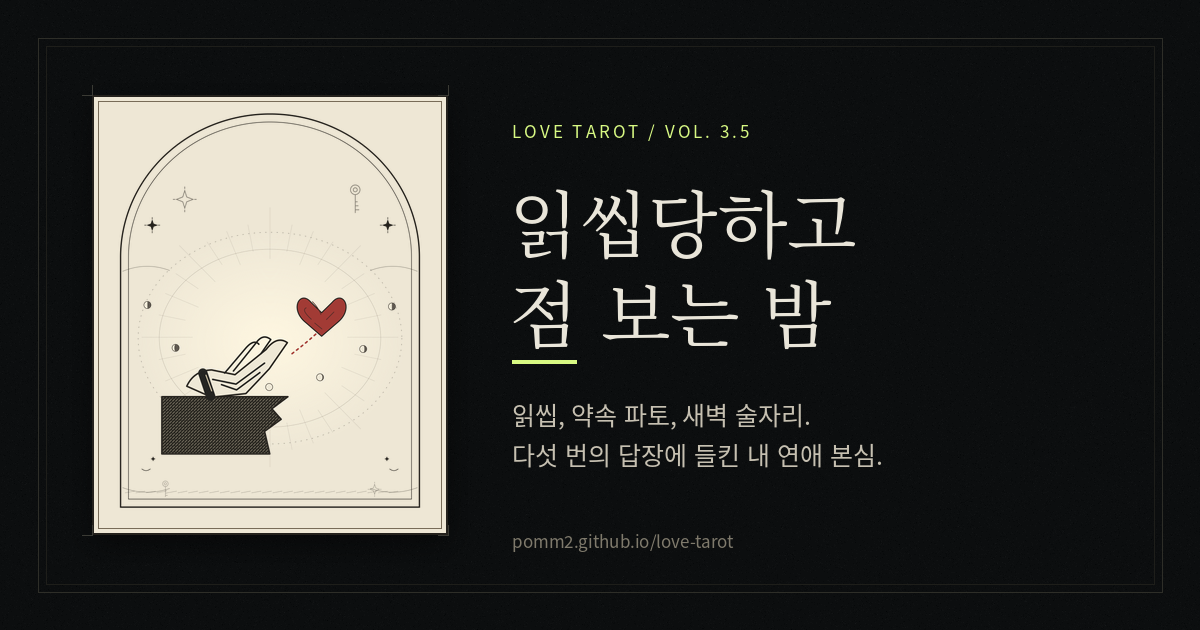 LOVE TAROT / VOL. 3.5
읽씹당하고
점 보는 밤
읽씹, 약속 파토, 새벽 술자리.
다섯 번의 답장에 들킨 내 연애 본심.
pomm2.github.io/love-tarot